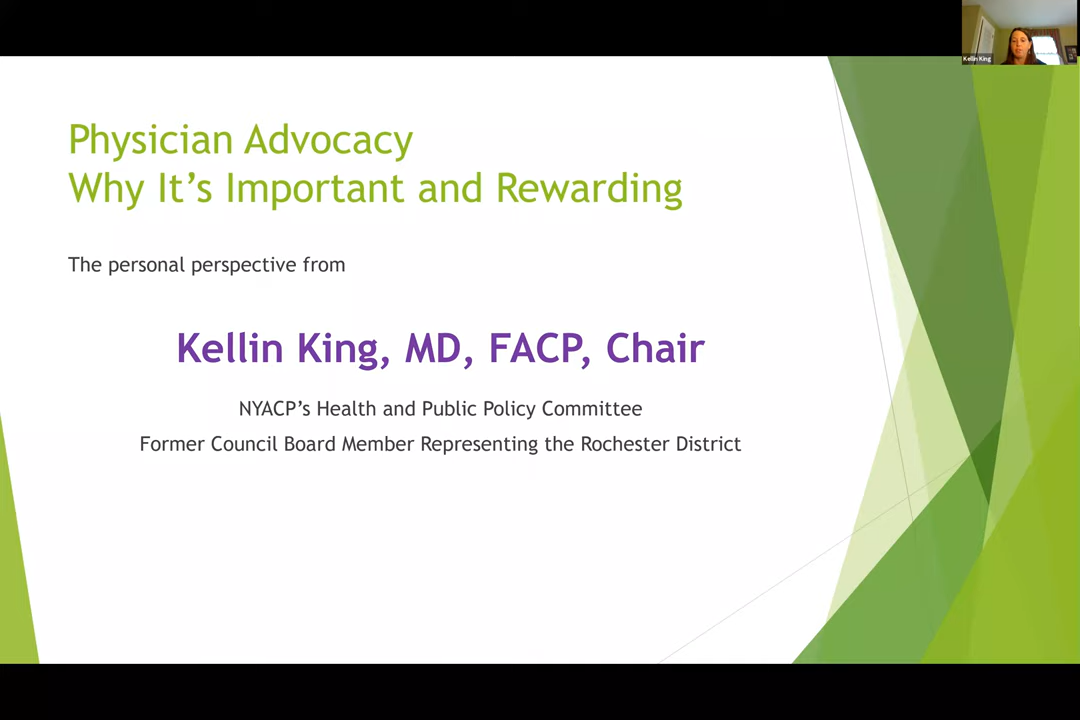 Kellin King
Physician Advocacy
Why It’s Important and Rewarding
The personal perspective from
Kellin King, MD, FACP, Chair
NYACP’s Health and Public Policy Committee
Former Council Board Member Representing the Rochester District